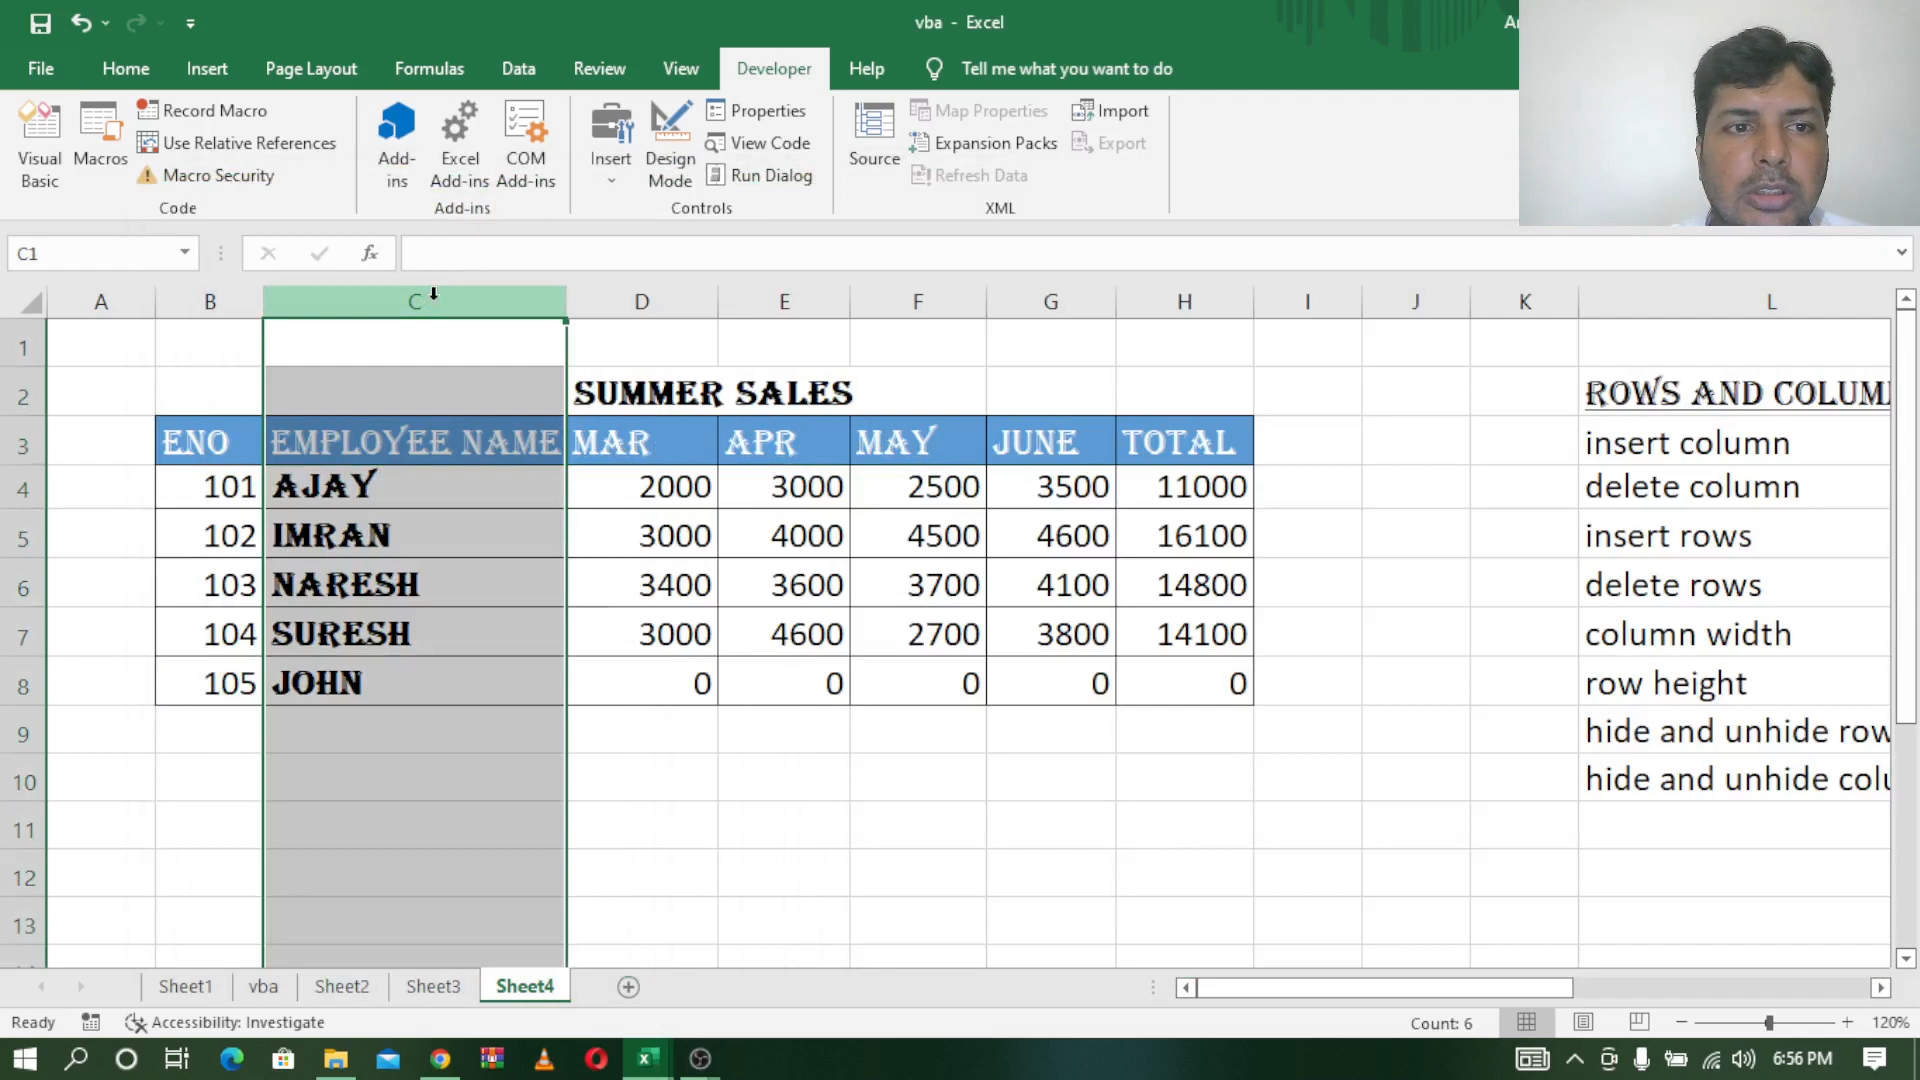 vba - Excel
File Home Insert Page Layout Formulas Data Review View Developer Help Tell me what you want to do
Visual Basic
Macros
Record Macro
Use Relative References
Macro Security
Code
Add-ins
Excel Add-ins
COM Add-ins
Add-ins
Insert
Design Mode
Properties
View Code
Run Dialog
Controls
Source
Map Properties
Expansion Packs
Refresh Data
Import
Export
XML
C1
fx
A B C D E F G H I J K L
1
2 SUMMER SALES
3 ENO EMPLOYEE NAME MAR APR MAY JUNE TOTAL
4 101 AJAY 2000 3000 2500 3500 11000
5 102 IMRAN 3000 4000 4500 4600 16100
6 103 NARESH 3400 3600 3700 4100 14800
7 104 SURESH 3000 4600 2700 3800 14100
8 105 JOHN 0 0 0 0 0
9
10
11
12
13
ROWS AND COLUM
insert column
delete column
insert rows
delete rows
column width
row height
hide and unhide row
hide and unhide colu
Sheet1 vba Sheet2 Sheet3 Sheet4
Ready Accessibility: Investigate Count: 6 120%
6:56 PM